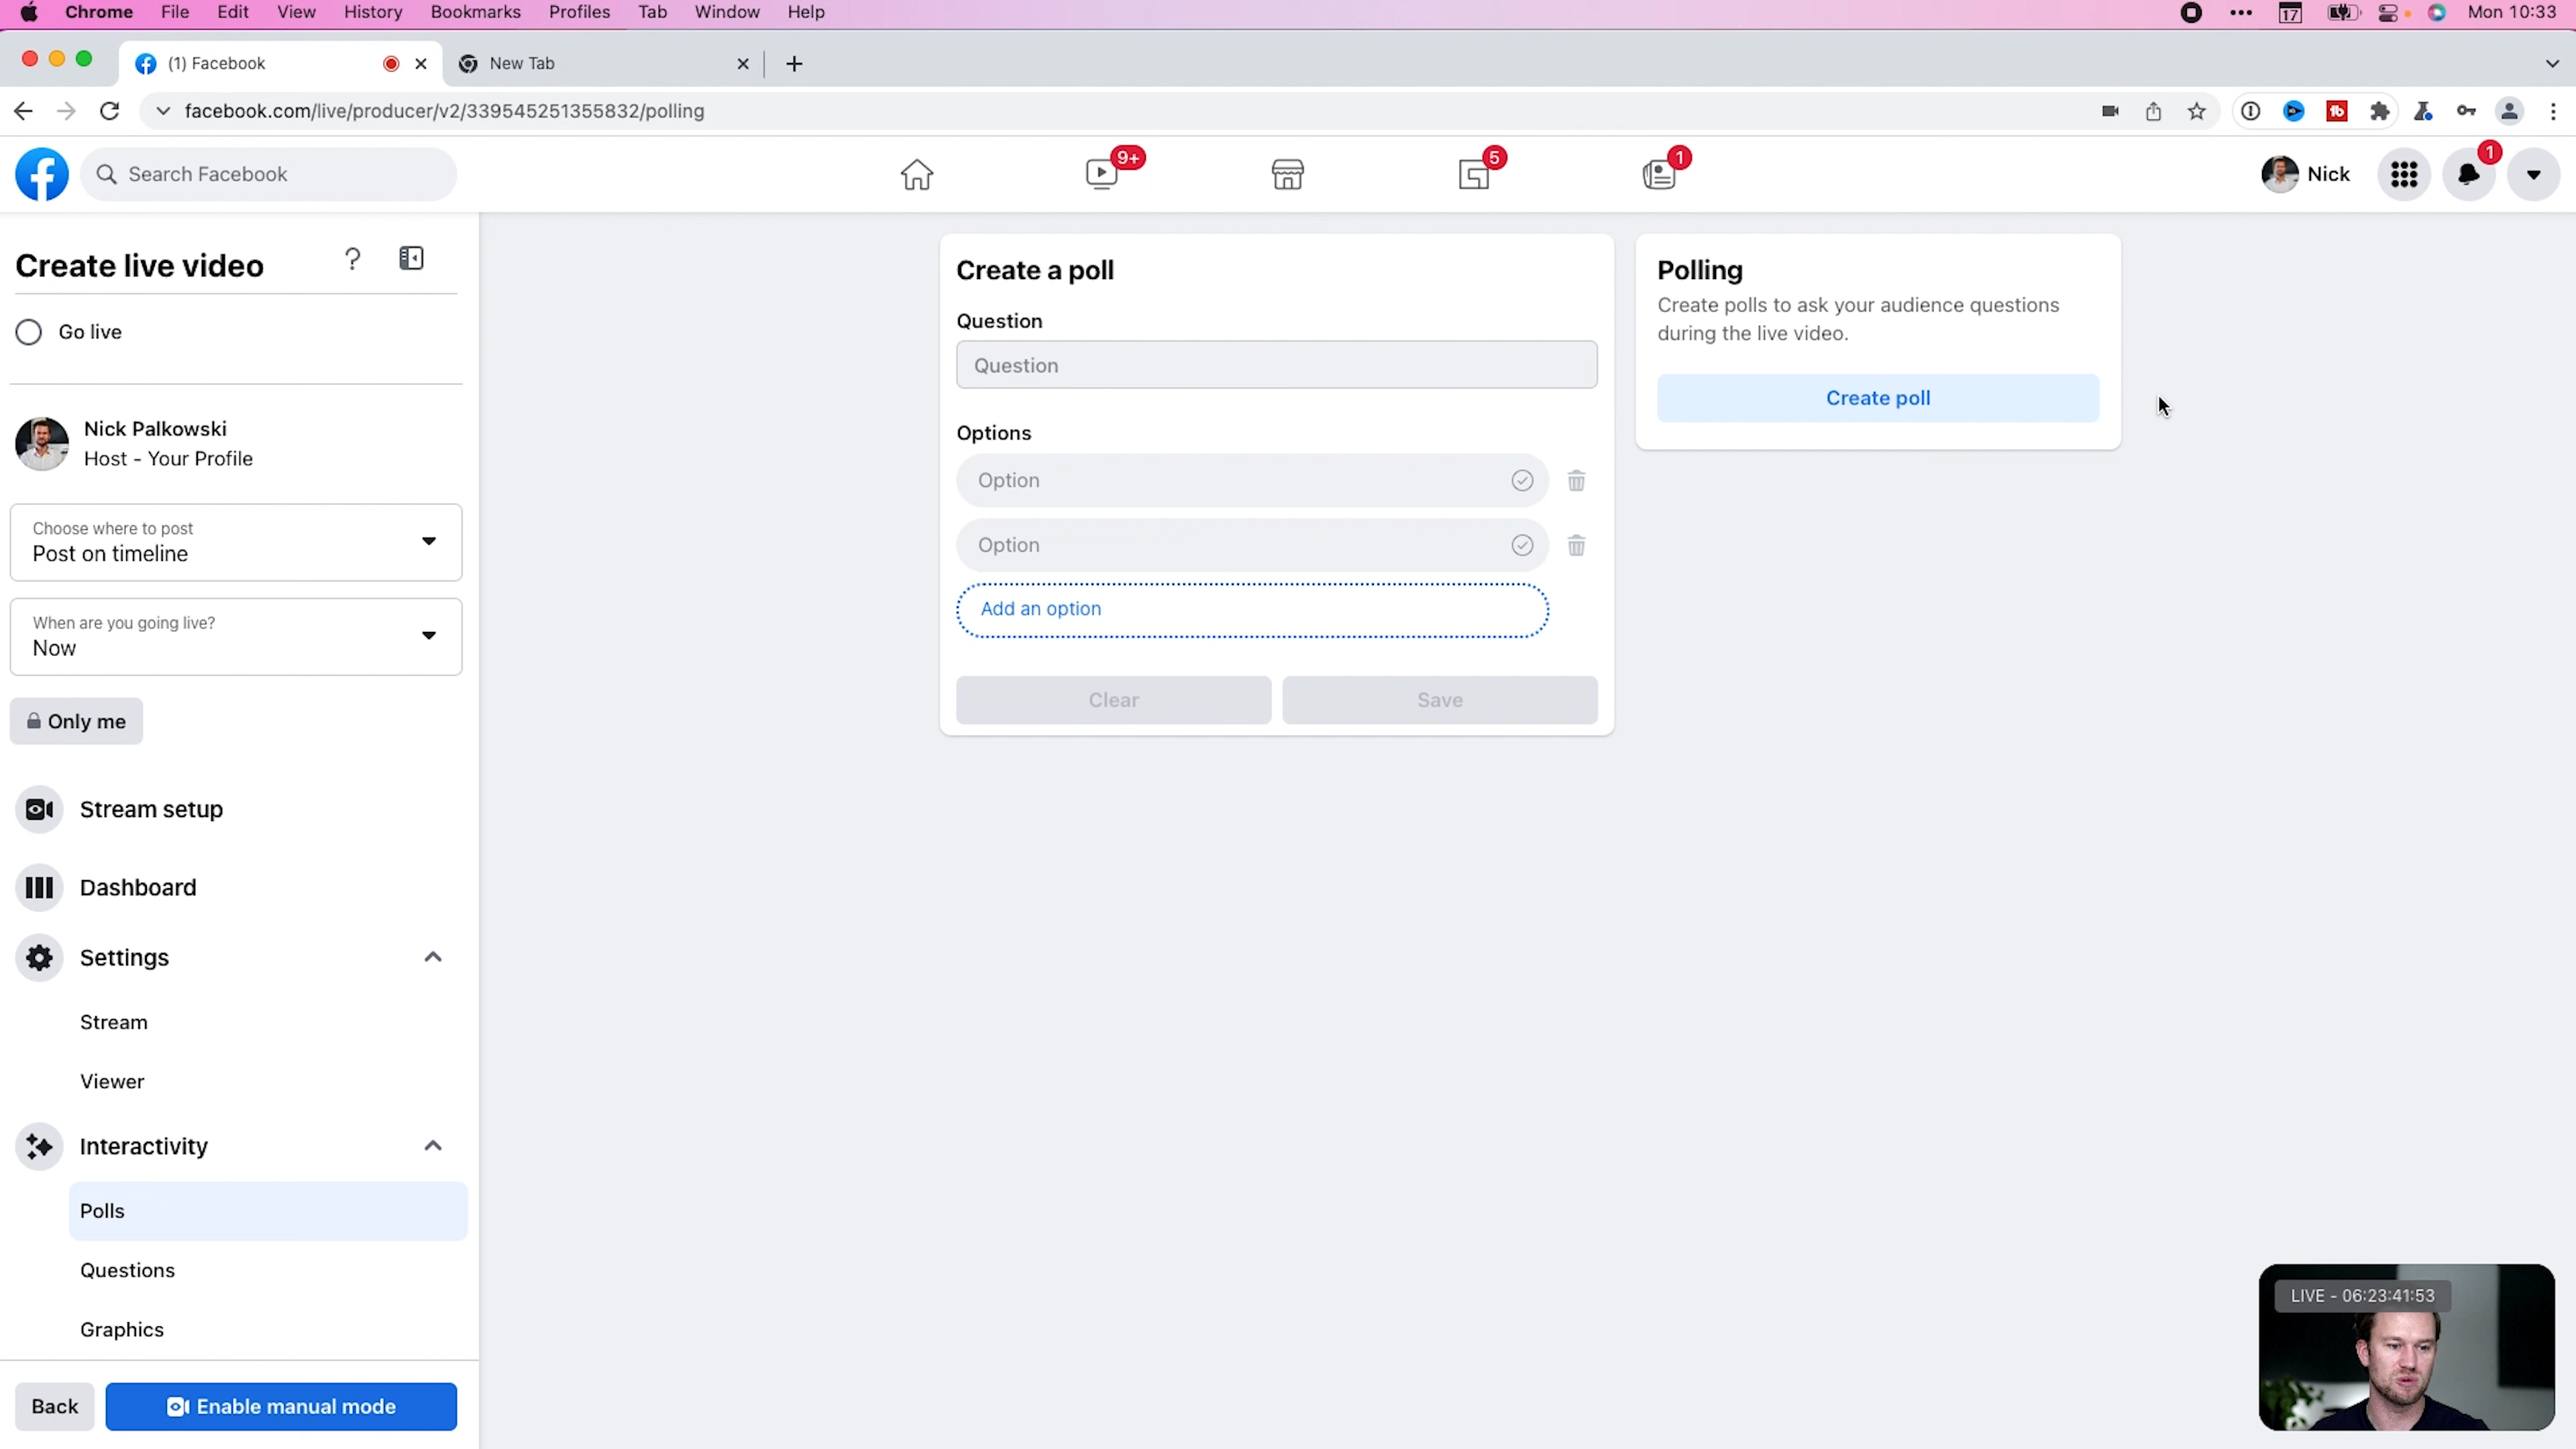 Chrome File Edit View History Bookmarks Profiles Tab Window Help
17 Mon 10:33
(1) Facebook
New Tab
facebook.com/live/producer/v2/339545251355832/polling
Search Facebook
9+
5
1
Nick
1
Create live video
Go live
Nick Palkowski
Host - Your Profile
Choose where to post
Post on timeline
When are you going live?
Now
Only me
Stream setup
Dashboard
Settings
Stream
Viewer
Interactivity
Polls
Questions
Graphics
Back
Enable manual mode
Create a poll
Question
Question
Options
Option
Option
Add an option
Clear
Save
Polling
Create polls to ask your audience questions
during the live video.
Create poll
LIVE - 06:23:41:53